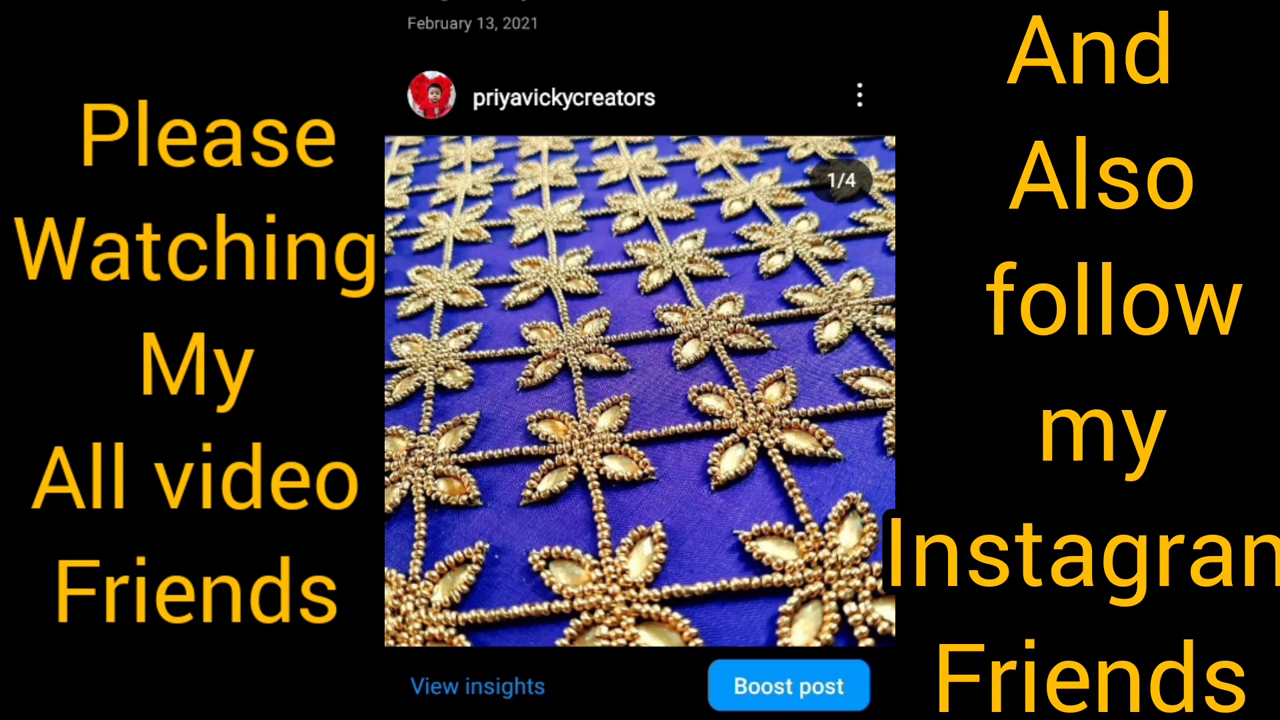 Please
Watching
My
All video
Friends
February 13, 2021
priyavickycreators
1/4
View insights
Boost post
And
Also
follow
my
Instagran
Friends